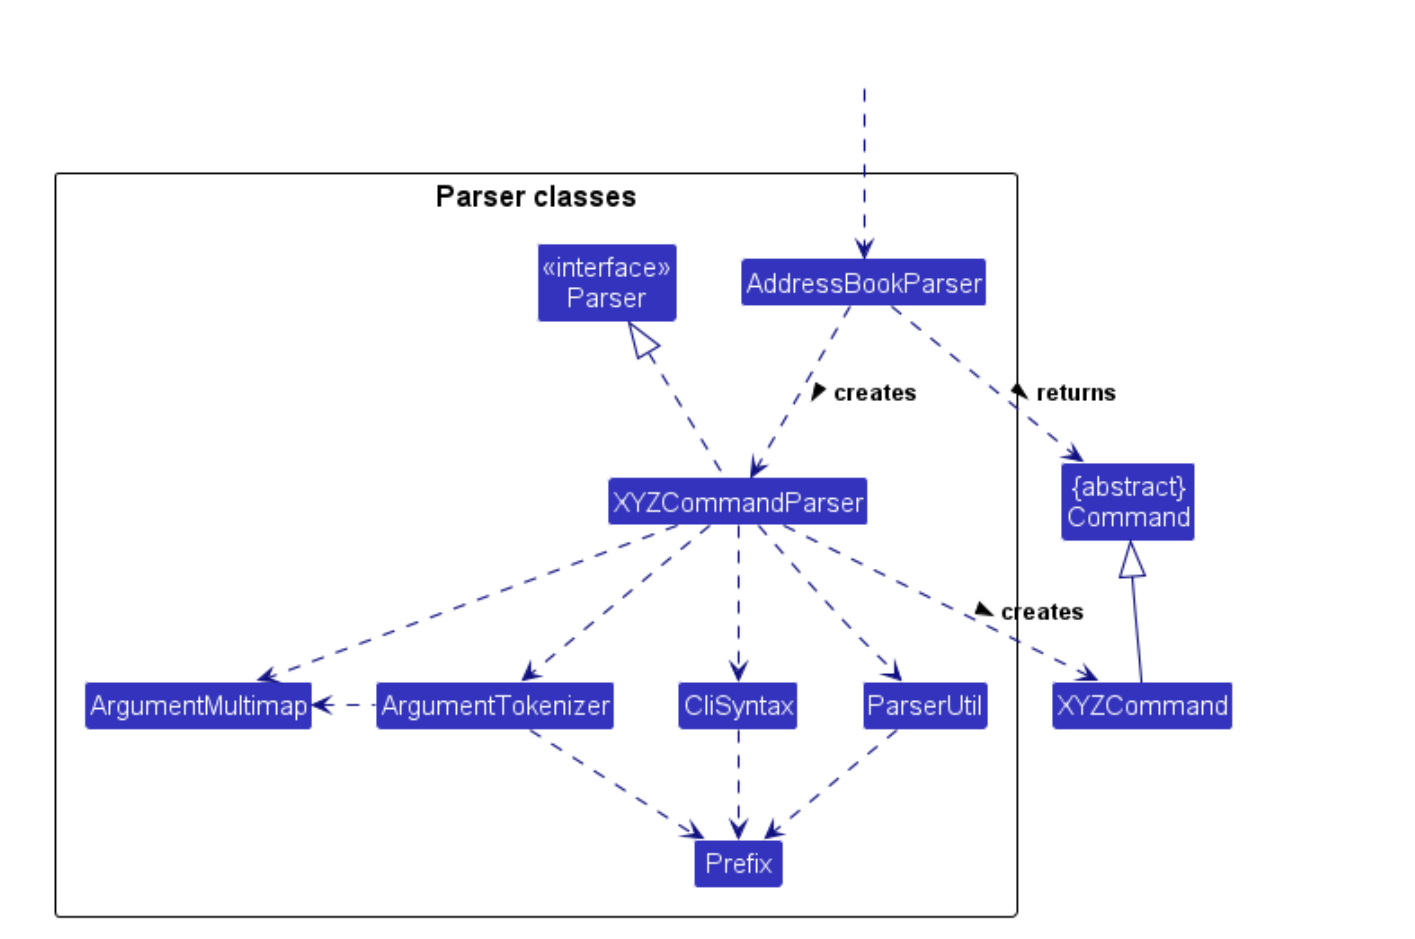 Parser classes
«interface»
Parser
AddressBookParser
creates
returns
XYZCommandParser
{abstract}
Command
creates
ArgumentMultimap
ArgumentTokenizer
CliSyntax
ParserUtil
XYZCommand
Prefix